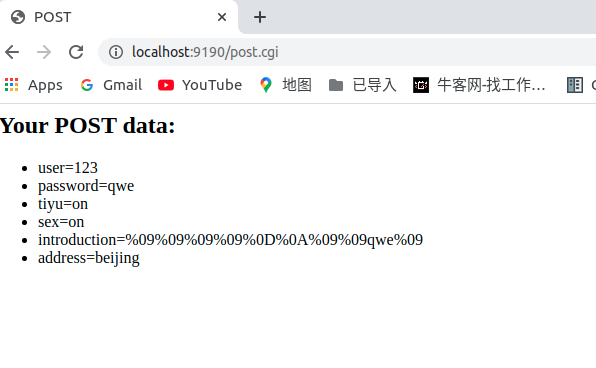 POST
localhost:9190/post.cgi
Apps Gmail YouTube 地图 已导入 牛客网-找工作…
Your POST data:
user=123
password=qwe
tiyu=on
sex=on
introduction=%09%09%09%09%0D%0A%09%09qwe%09
address=beijing